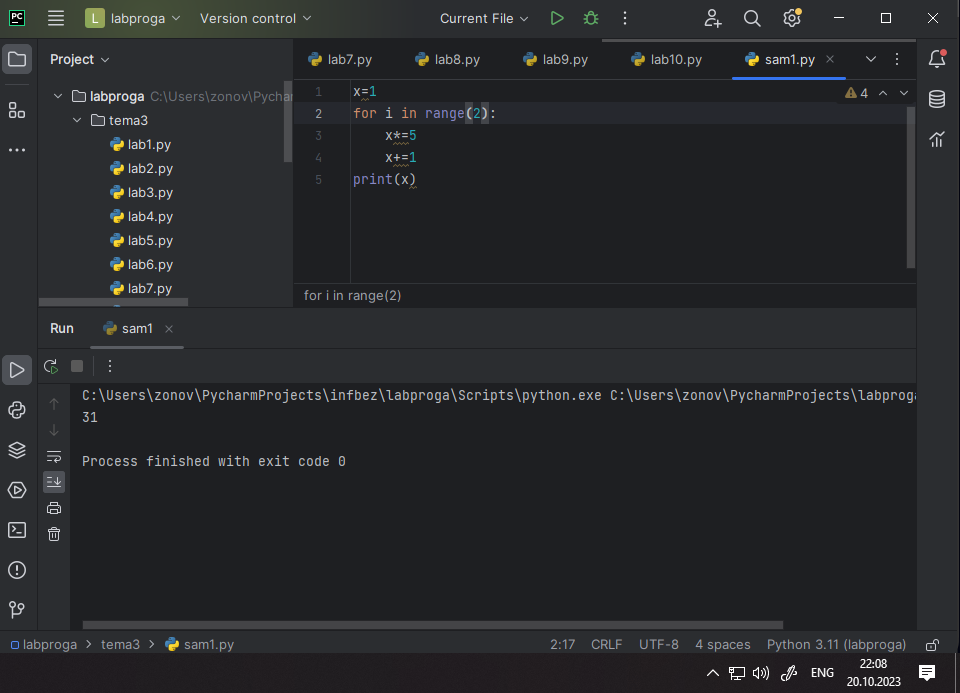 PC L labproga Version control Current File
Project
lab7.py lab8.py lab9.py lab10.py sam1.py
labproga C:\Users\zonov\Pychar
tema3
lab1.py
lab2.py
lab3.py
lab4.py
lab5.py
lab6.py
lab7.py
1 x=1
2 for i in range(2):
3 x*=5
4 x+=1
5 print(x)
4
for i in range(2)
Run sam1
C:\Users\zonov\PycharmProjects\infbez\labproga\Scripts\python.exe C:\Users\zonov\PycharmProjects\labproga
31
Process finished with exit code 0
labproga > tema3 > sam1.py 2:17 CRLF UTF-8 4 spaces Python 3.11 (labproga)
ENG 22:08
20.10.2023